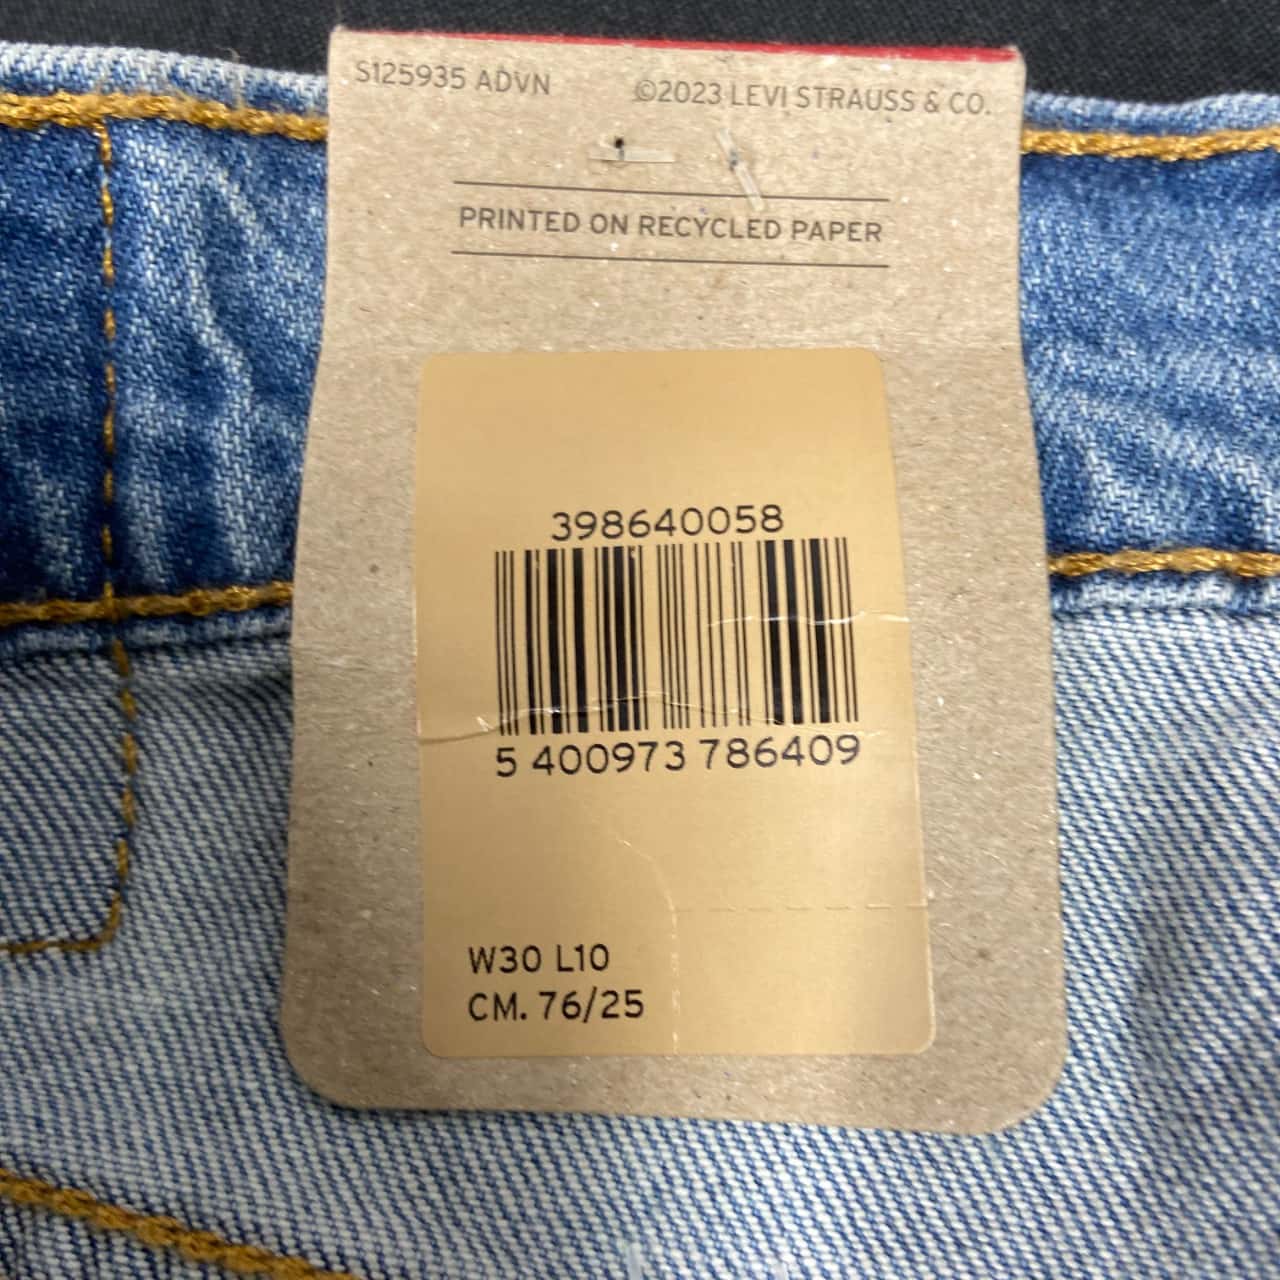 S125935 ADVN ©2023 LEVI STRAUSS & CO.
PRINTED ON RECYCLED PAPER
398640058
5 400973 786409
W30 L10
CM. 76/25